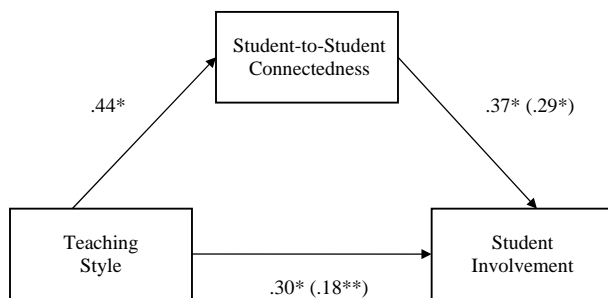 Student-to-Student
Connectedness
.44*
.37* (.29*)
Teaching
Style
Student
Involvement
.30* (.18**)